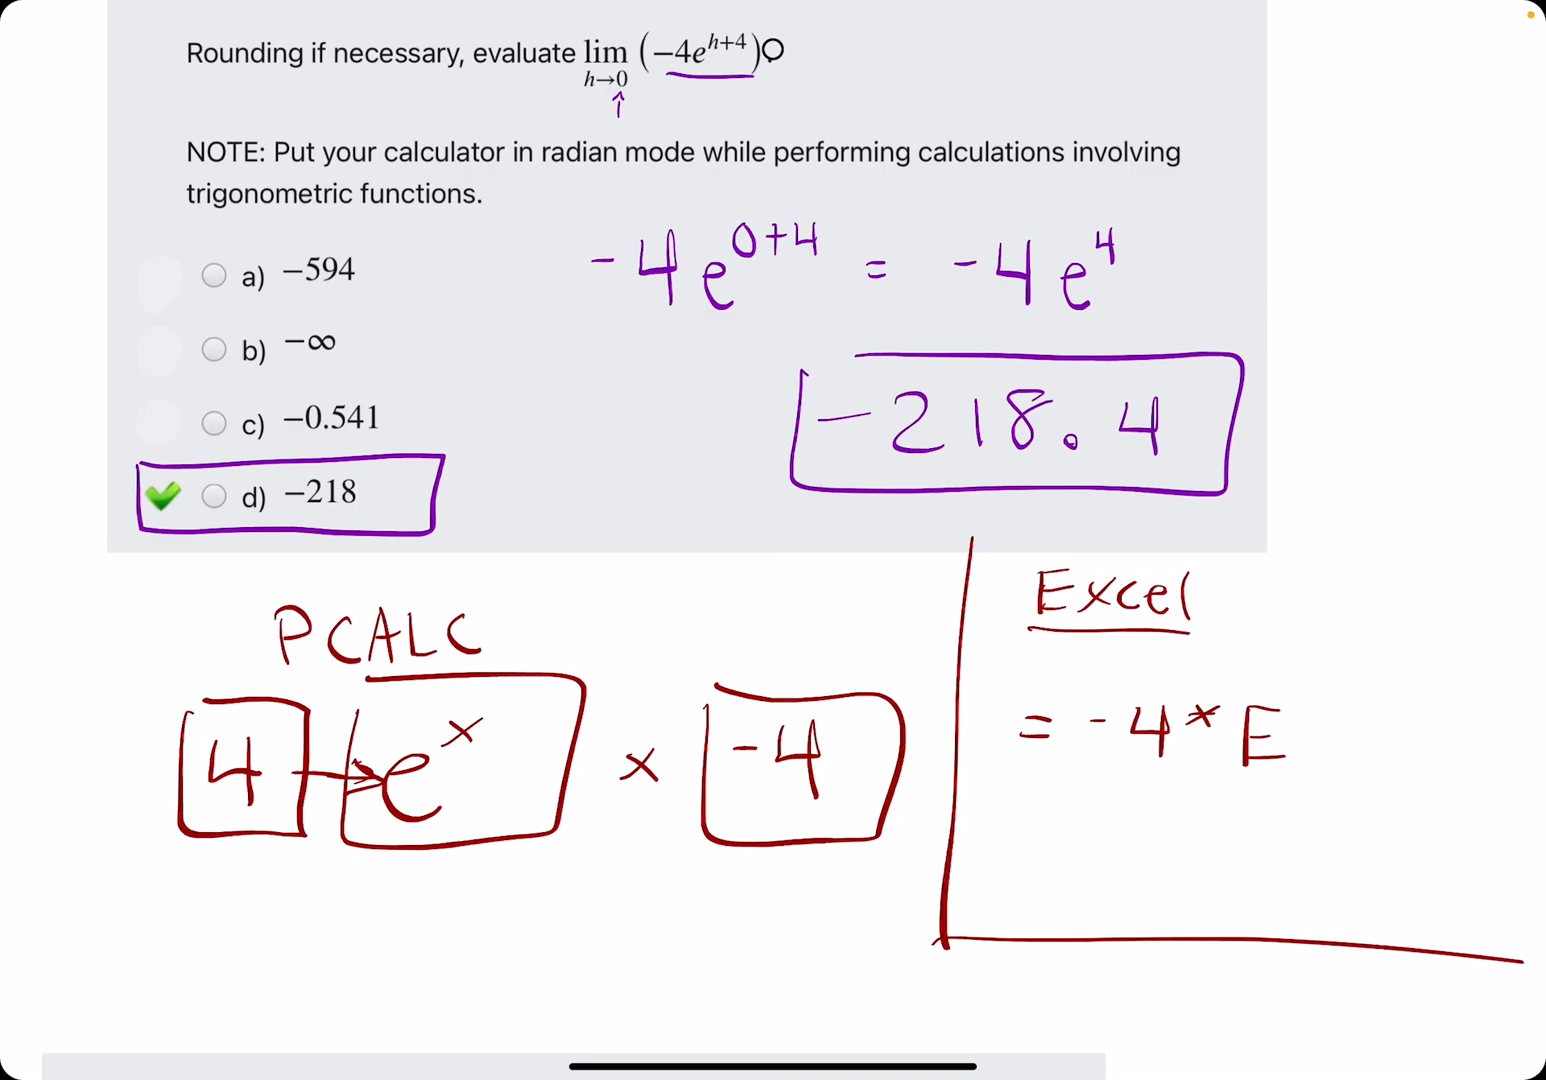 Rounding if necessary, evaluate lim h→0 (−4e^{h+4})
NOTE: Put your calculator in radian mode while performing calculations involving
trigonometric functions.
-4e^{0+4} = -4e^4
a) −594
b) −∞
c) −0.541
-218.4
d) −218
PCALC
Excel
4 → e^x × -4
= -4 * E